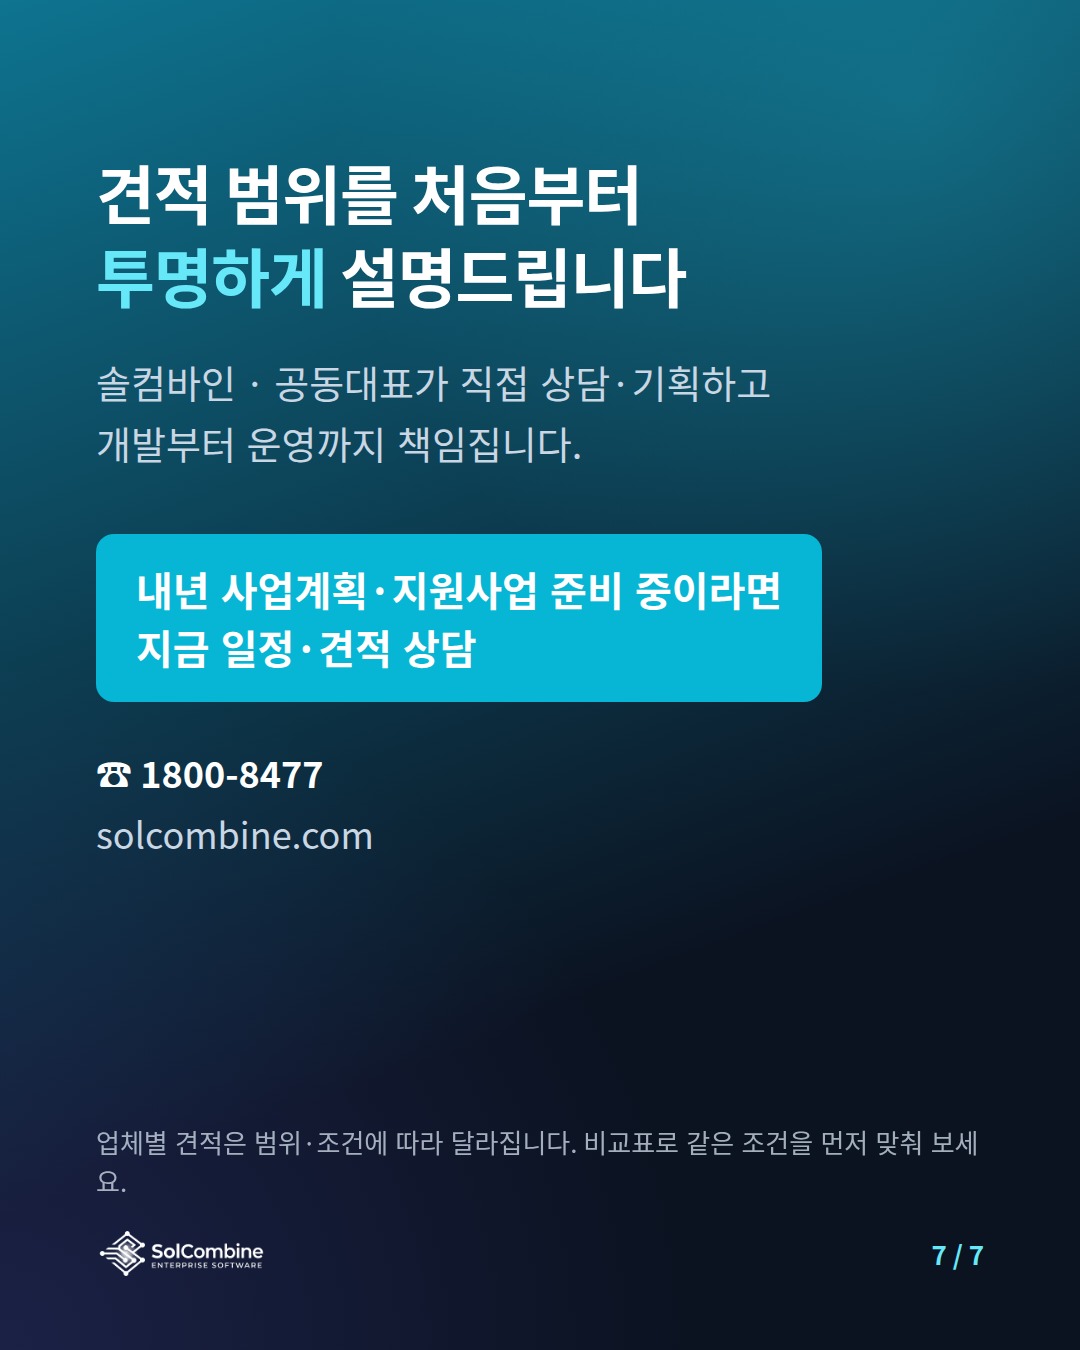 견적 범위를 처음부터
투명하게 설명드립니다
솔컴바인 · 공동대표가 직접 상담·기획하고
개발부터 운영까지 책임집니다.
내년 사업계획·지원사업 준비 중이라면
지금 일정·견적 상담
☎ 1800-8477
solcombine.com
업체별 견적은 범위·조건에 따라 달라집니다. 비교표로 같은 조건을 먼저 맞춰 보세
요.
SolCombine
ENTERPRISE SOFTWARE
7 / 7